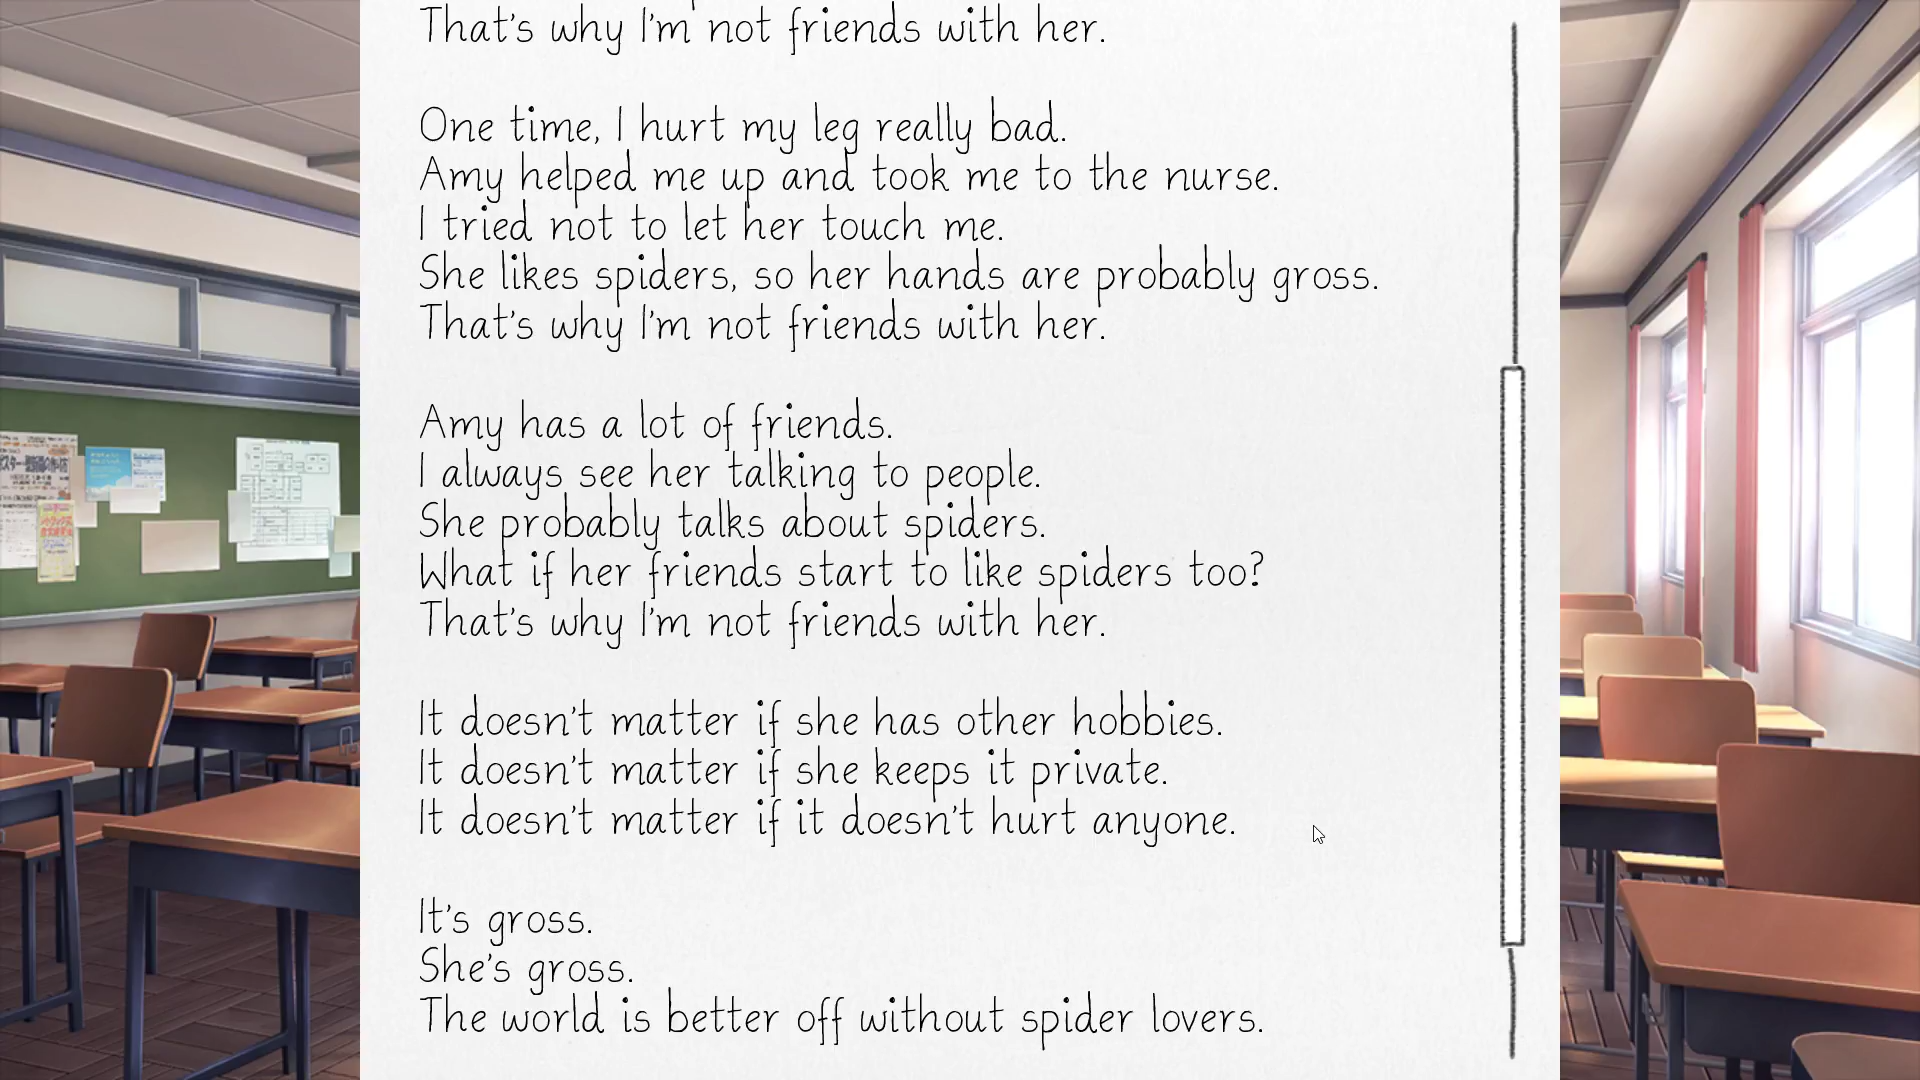 That's why I'm not friends with her.
One time, I hurt my leg really bad.
Amy helped me up and took me to the nurse.
I tried not to let her touch me.
She likes spiders, so her hands are probably gross.
That's why I'm not friends with her.
Amy has a lot of friends.
I always see her talking to people.
She probably talks about spiders.
What if her friends start to like spiders too?
That's why I'm not friends with her.
It doesn't matter if she has other hobbies.
It doesn't matter if she keeps it private.
It doesn't matter if it doesn't hurt anyone.
It's gross.
She's gross.
The world is better off without spider lovers.